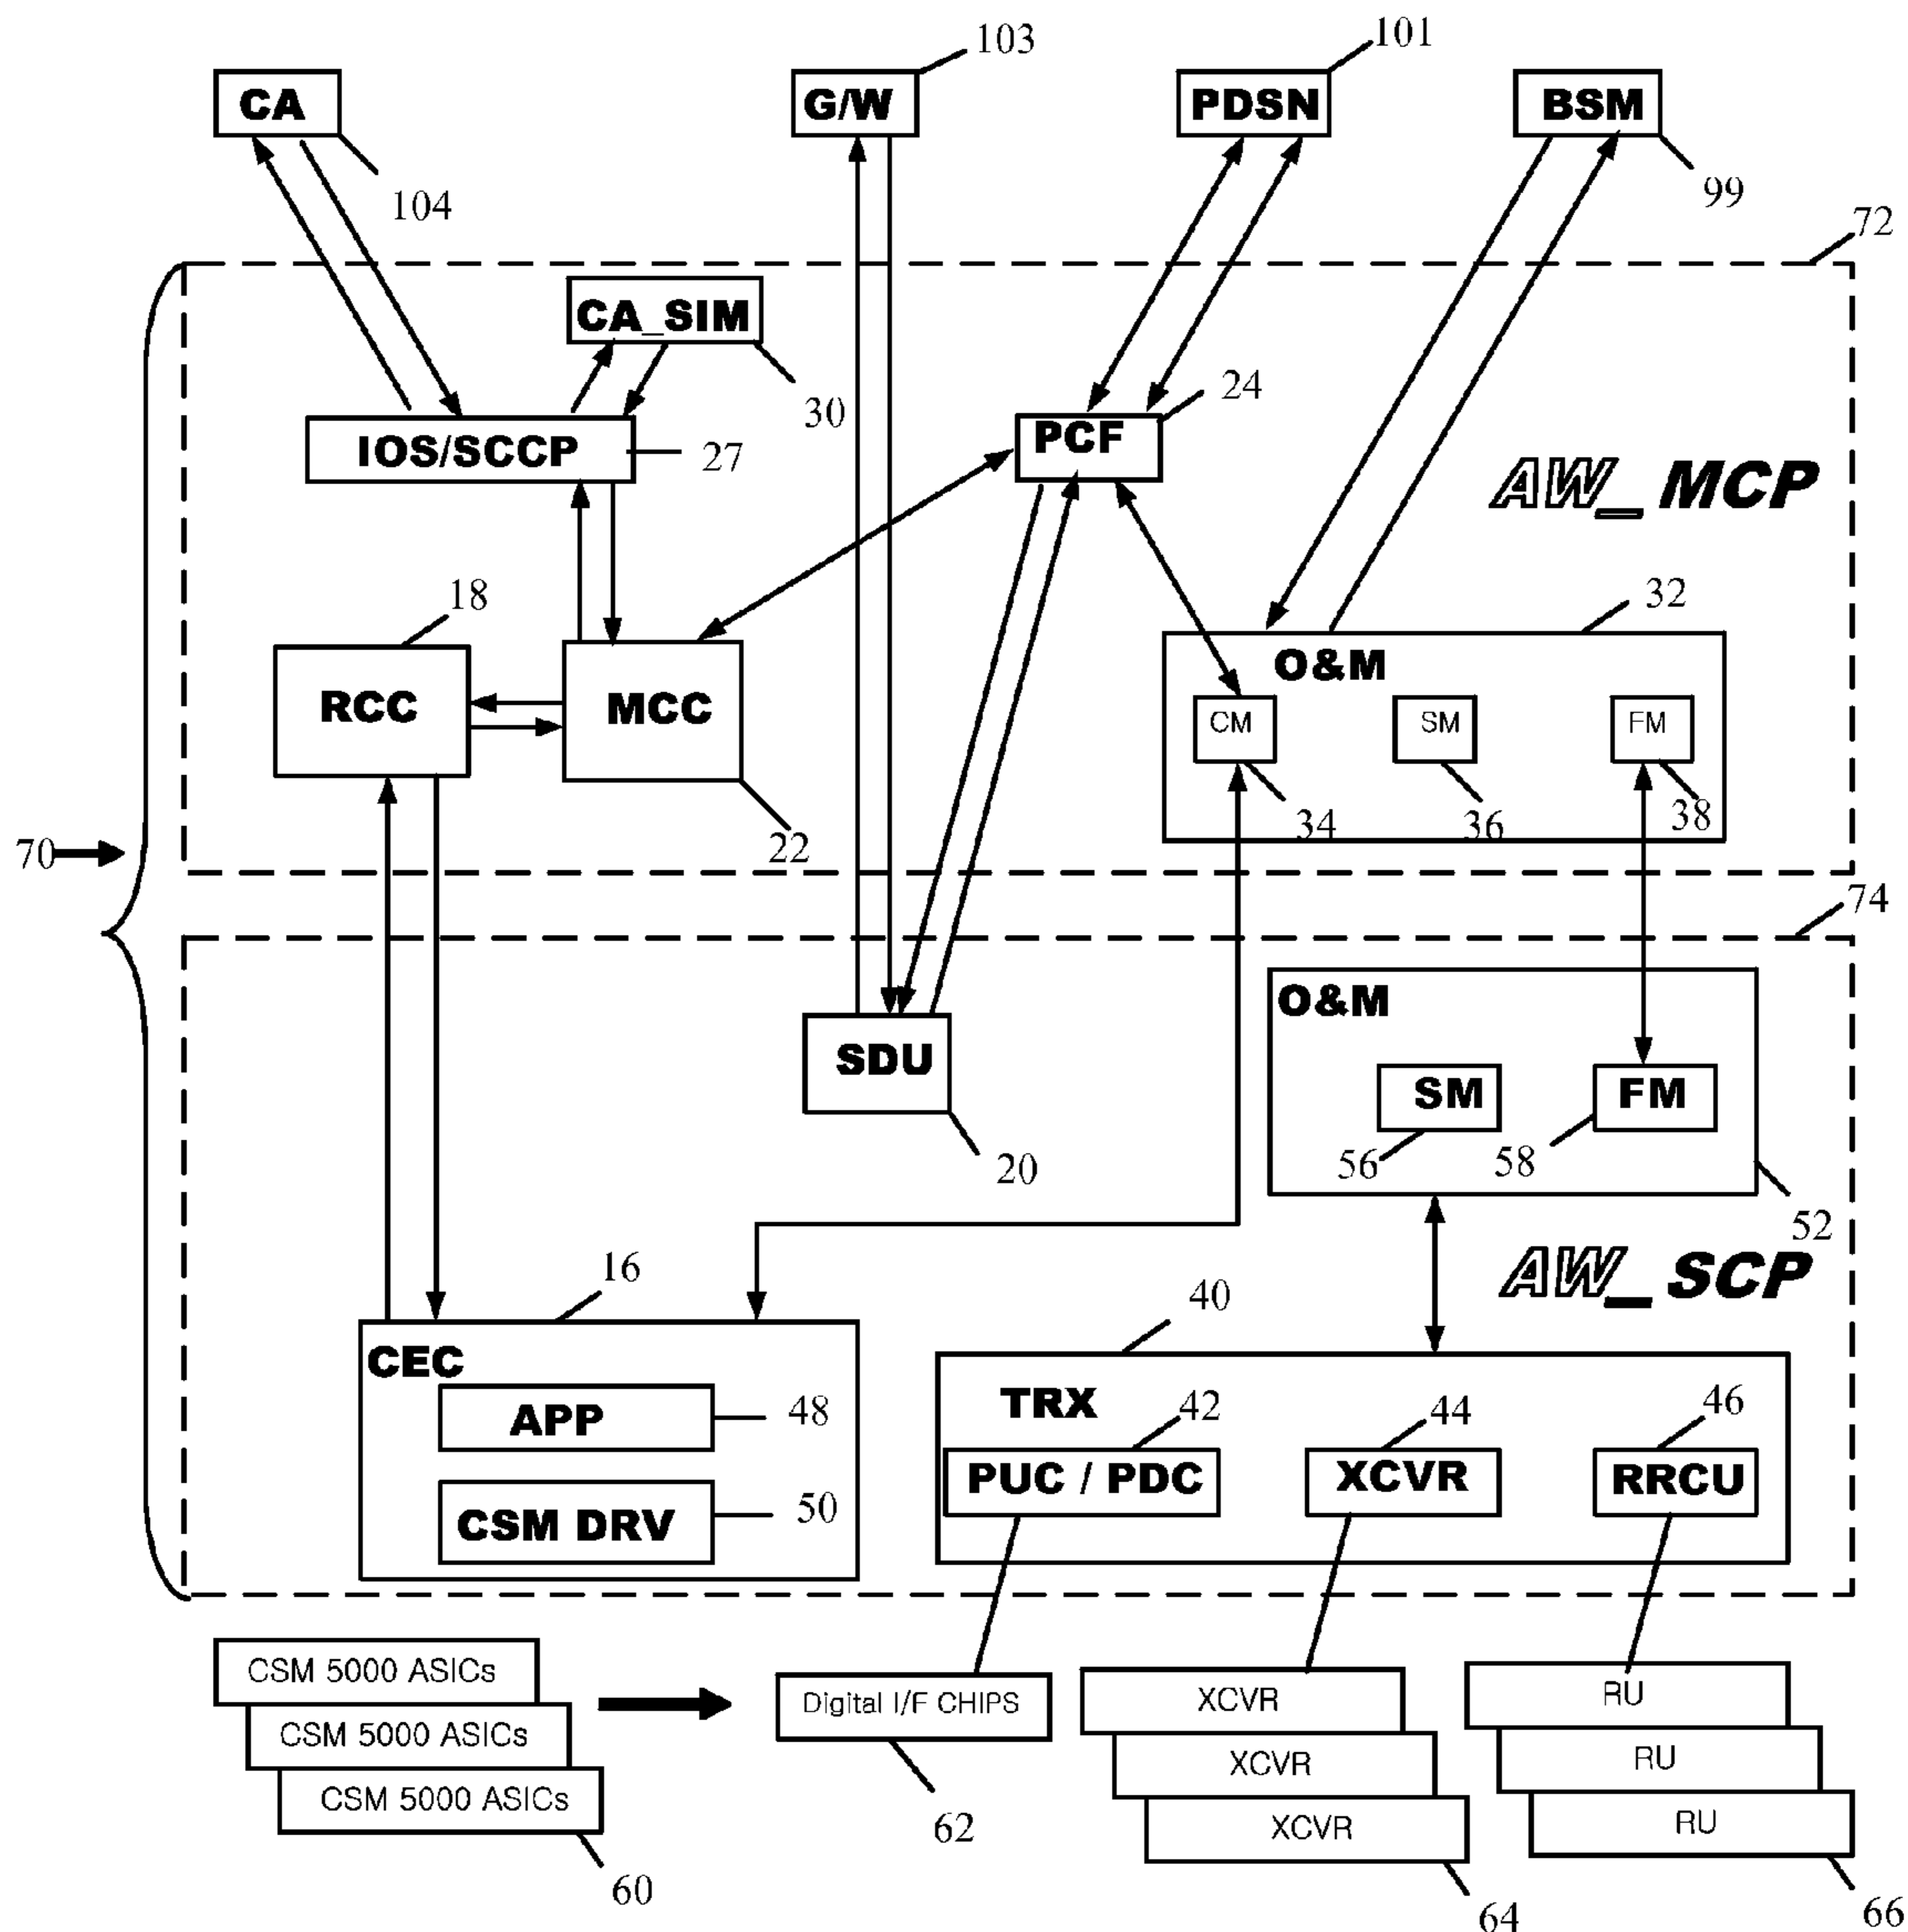 103
101
CA
G/W
PDSN
BSM
104
99
72
CA_SIM
30
24
IOS/SCCP
27
PCF
AW_MCP
18
32
RCC
MCC
O&M
CM
SM
FM
34
36
38
22
70
74
O&M
SDU
SM
FM
20
56
58
52
16
AW_SCP
40
CEC
TRX
APP
48
42
44
46
PUC / PDC
XCVR
RRCU
CSM DRV
50
CSM 5000 ASICs
CSM 5000 ASICs
CSM 5000 ASICs
60
Digital I/F CHIPS
62
XCVR
XCVR
XCVR
64
RU
RU
RU
66